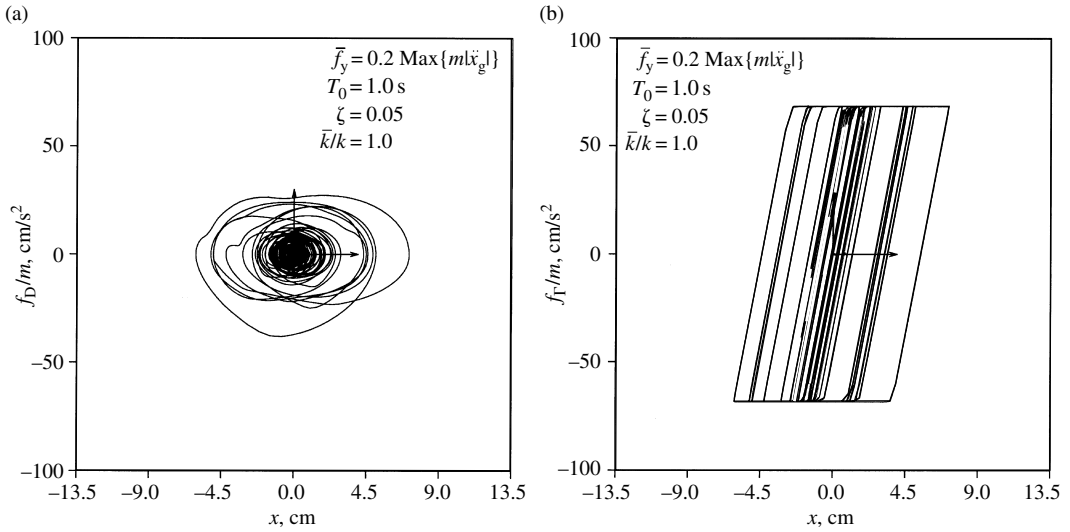 (a)
100
50
0
−50
−100
f_D/m, cm/s²
f̄_y = 0.2 Max{m|ẍ_g|}
T_0 = 1.0 s
ζ = 0.05
k̄/k = 1.0
−13.5 −9.0 −4.5 0.0 4.5 9.0 13.5
x, cm
(b)
100
50
0
−50
−100
f_Γ/m, cm/s²
f̄_y = 0.2 Max{m|ẍ_g|}
T_0 = 1.0 s
ζ = 0.05
k̄/k = 1.0
−13.5 −9.0 −4.5 0.0 4.5 9.0 13.5
x, cm